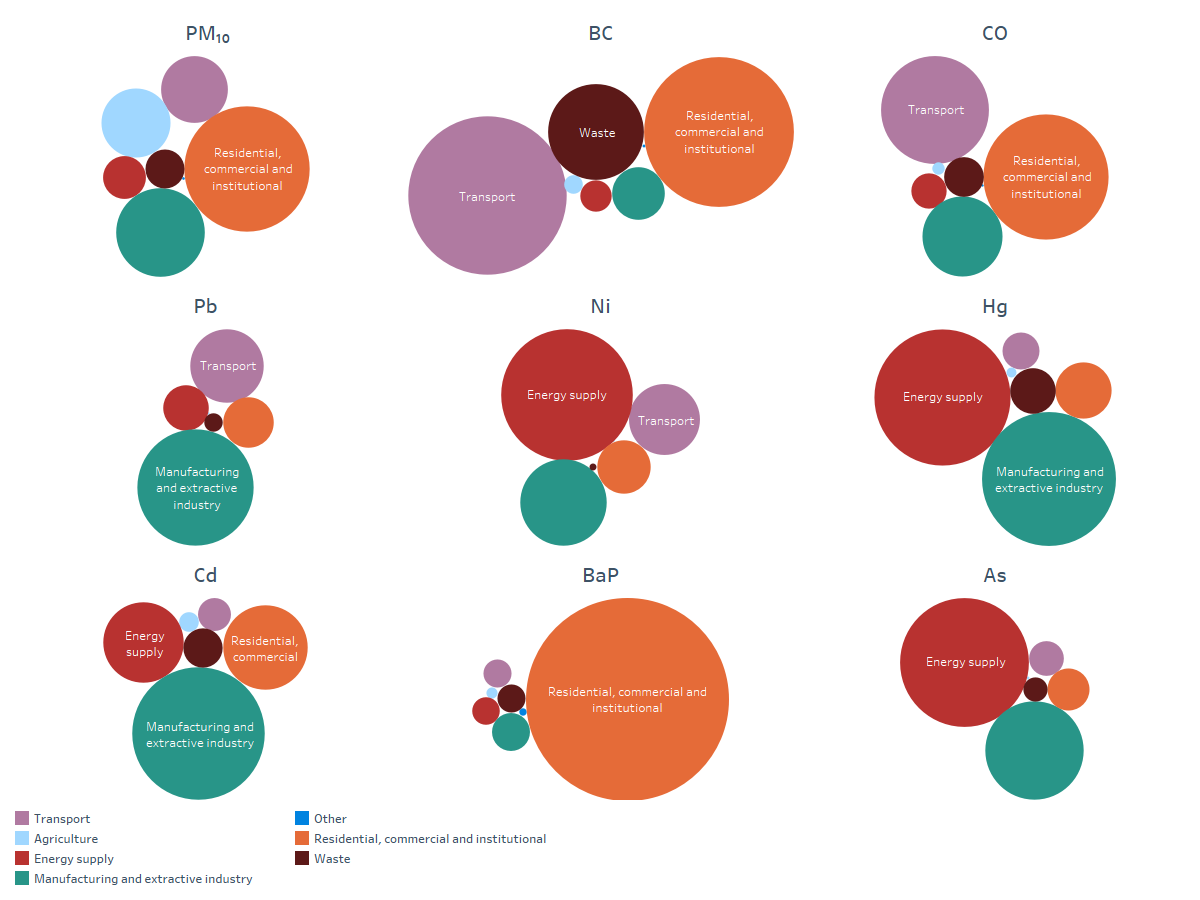 PM₁₀
BC
CO
Residential,
commercial and
institutional
Transport
Waste
Residential,
commercial and
institutional
Transport
Residential,
commercial and
institutional
Pb
Ni
Hg
Transport
Manufacturing
and extractive
industry
Energy supply
Transport
Energy supply
Manufacturing and
extractive industry
Cd
BaP
As
Energy
supply
Residential,
commercial
Manufacturing and
extractive industry
Residential, commercial and
institutional
Energy supply
Transport
Agriculture
Energy supply
Manufacturing and extractive industry
Other
Residential, commercial and institutional
Waste